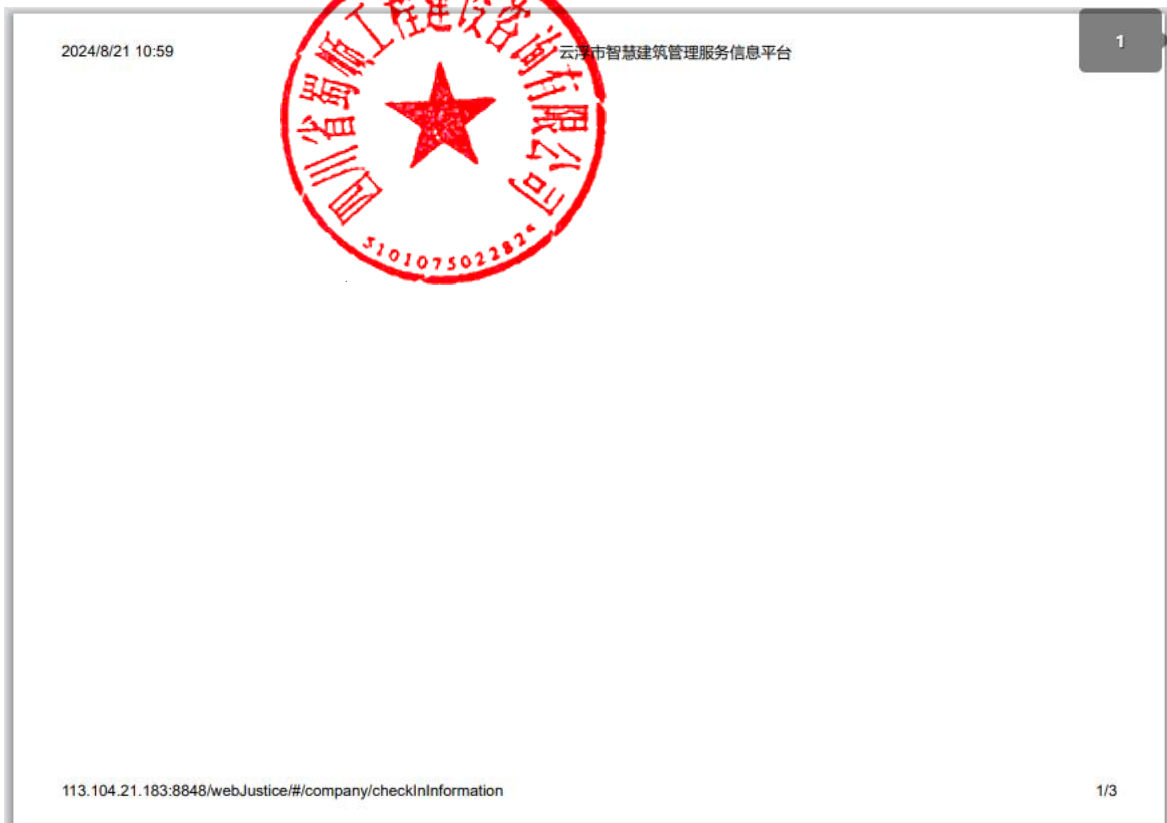 2024/8/21 10:59
云浮市智慧建筑管理服务信息平台
1
四川省蜀顺工程建设咨询有限公司
113.104.21.183:8848/webJustice/#/company/checkInInformation
1/3